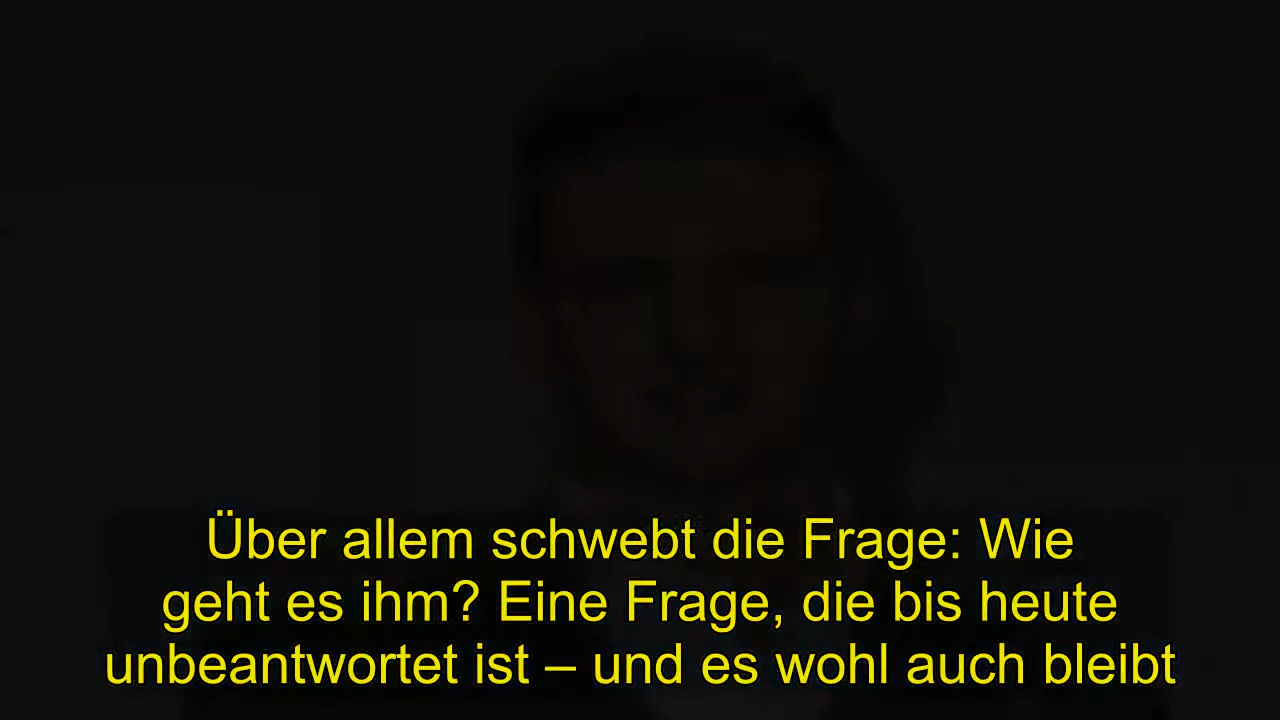 Über allem schwebt die Frage: Wie
geht es ihm? Eine Frage, die bis heute
unbeantwortet ist – und es wohl auch bleibt